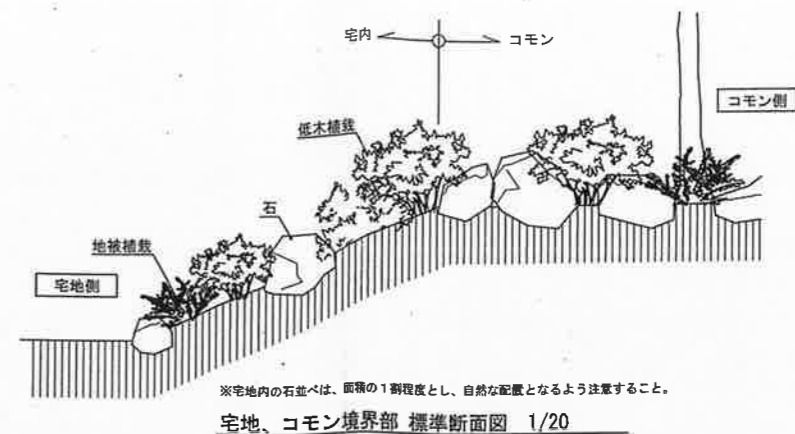 宅内 コモン
コモン側
低木植栽
石
地被植栽
宅地側
※宅地内の石並べは、面積の1割程度とし、自然な配置となるよう注意すること。
宅地、コモン境界部 標準断面図 1/20